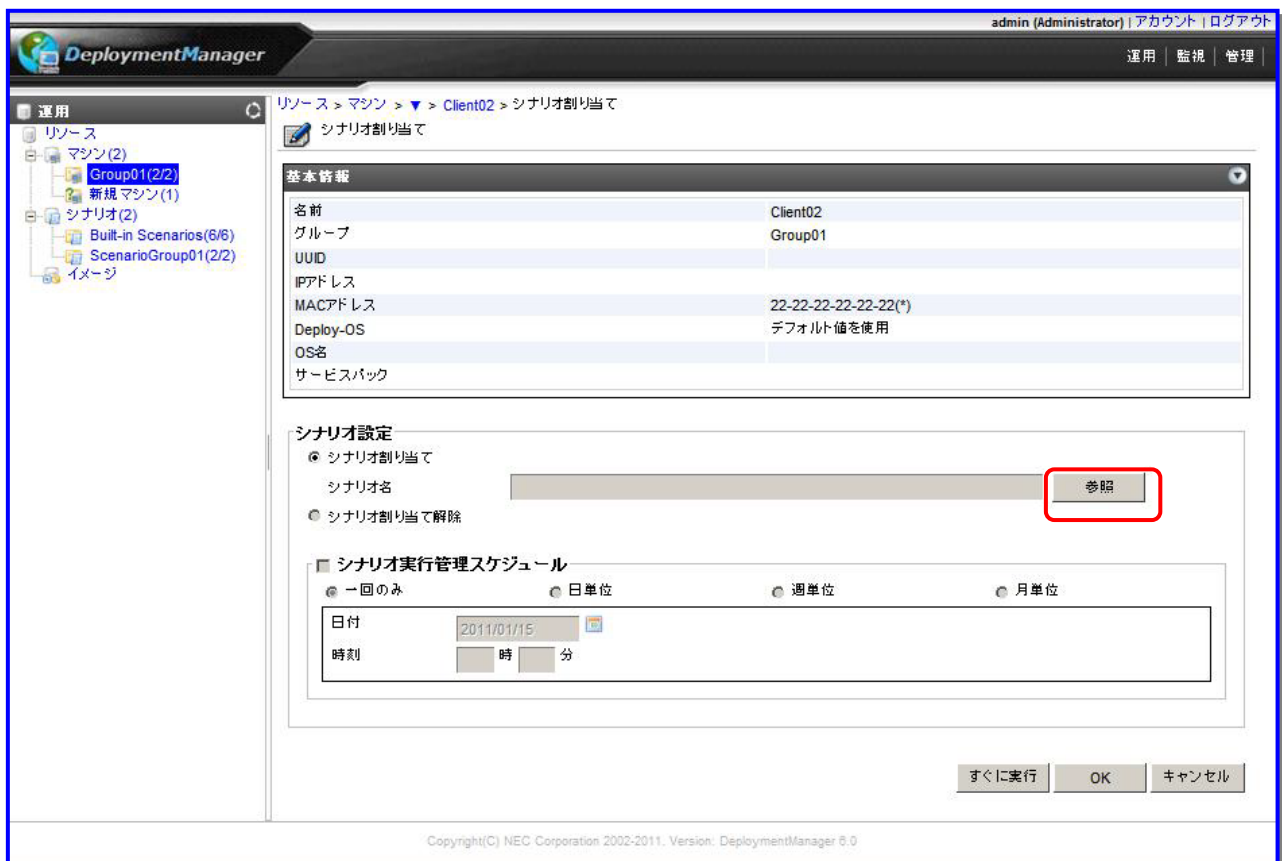 admin (Administrator) | アカウント | ログアウト
DeploymentManager
運用 | 監視 | 管理
運用
リソース
マシン(2)
Group01(2/2)
新規マシン(1)
シナリオ(2)
Built-in Scenarios(6/6)
ScenarioGroup01(2/2)
イメージ
リソース > マシン > ▼ > Client02 > シナリオ割り当て
シナリオ割り当て
基本情報
名前 Client02
グループ Group01
UUID
IPアドレス
MACアドレス 22-22-22-22-22-22(*)
Deploy-OS デフォルト値を使用
OS名
サービスパック
シナリオ設定
シナリオ割り当て
シナリオ名 参照
シナリオ割り当て解除
シナリオ実行管理スケジュール
一回のみ 日単位 週単位 月単位
日付 2011/01/15
時刻 時 分
すぐに実行 OK キャンセル
Copyright(C) NEC Corporation 2002-2011. Version: DeploymentManager 6.0